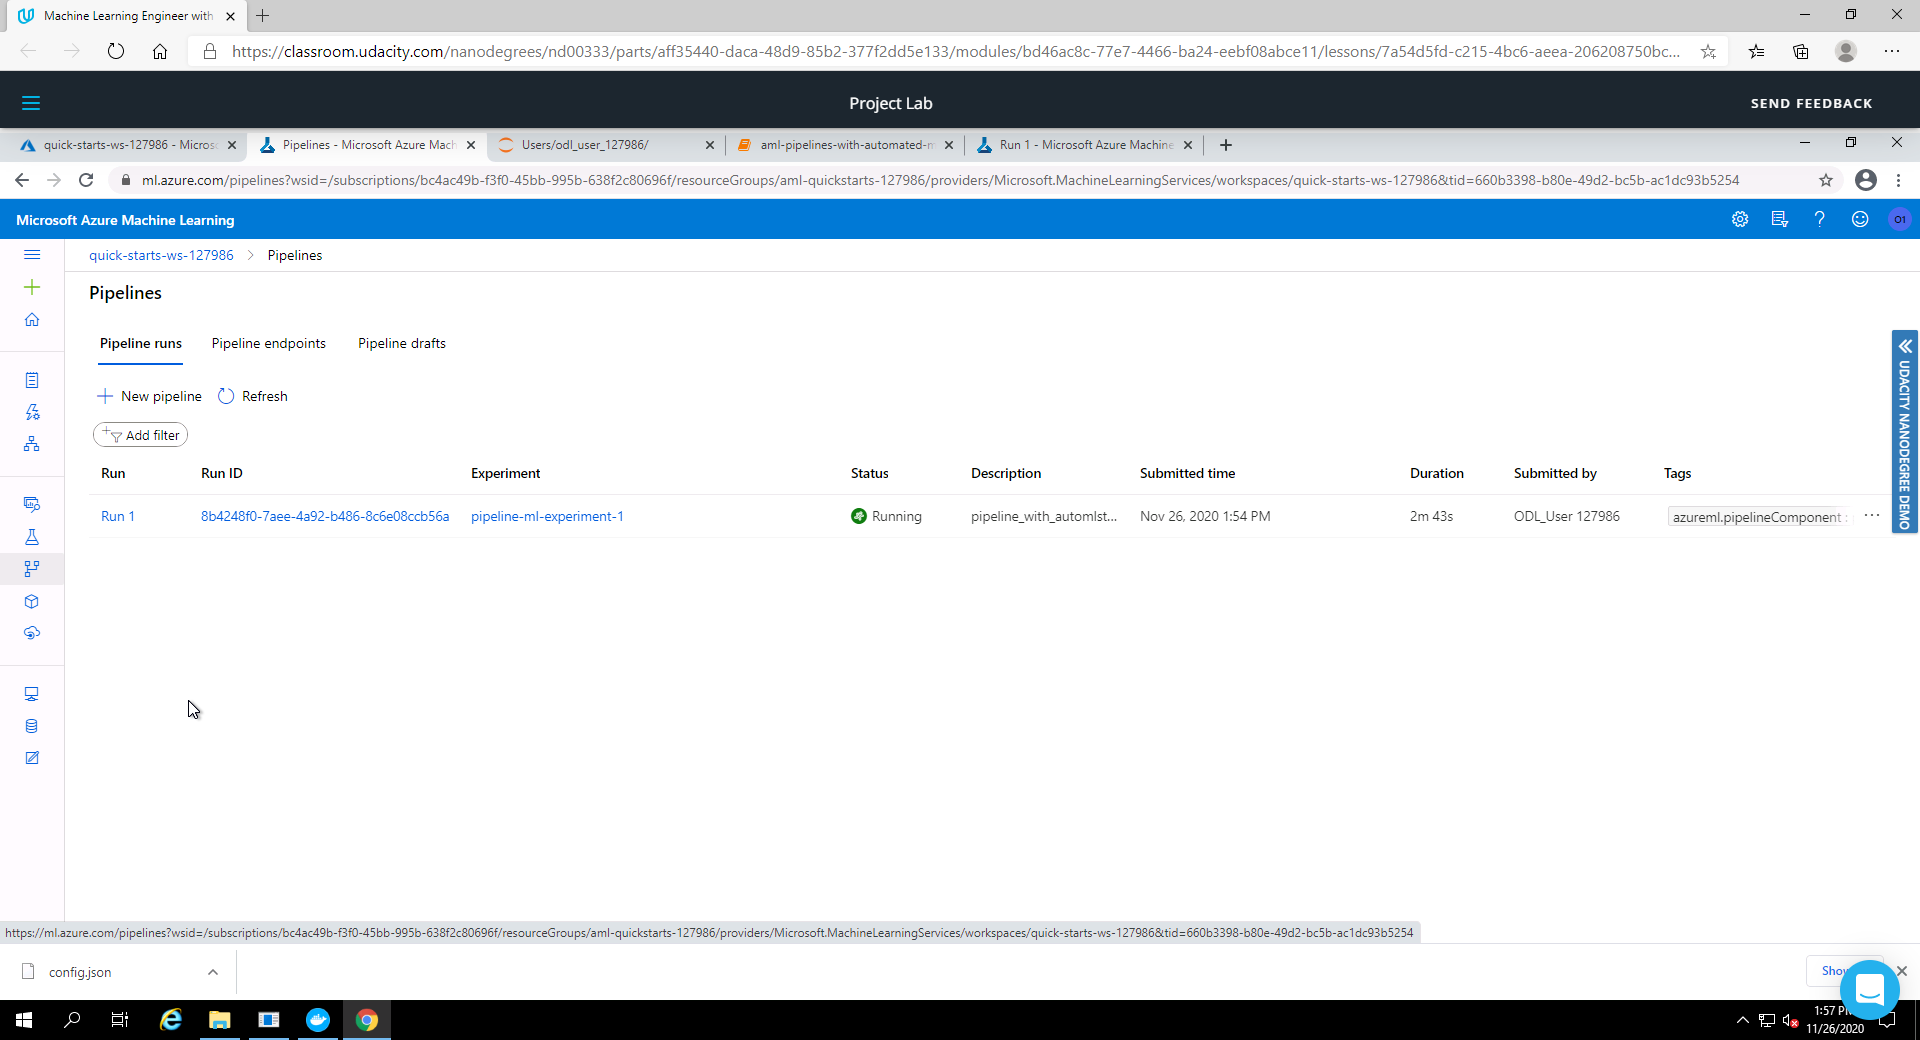 Machine Learning Engineer with
https://classroom.udacity.com/nanodegrees/nd00333/parts/aff35440-daca-48d9-85b2-377f2dd5e133/modules/bd46ac8c-77e7-4466-ba24-eebf08abce11/lessons/7a54d5fd-c215-4bc6-aeea-206208750bc...
Project Lab
SEND FEEDBACK
quick-starts-ws-127986 - Microso
Pipelines - Microsoft Azure Mach
Users/odl_user_127986/
aml-pipelines-with-automated-m
Run 1 - Microsoft Azure Machine
ml.azure.com/pipelines?wsid=/subscriptions/bc4ac49b-f3f0-45bb-995b-638f2c80696f/resourceGroups/aml-quickstarts-127986/providers/Microsoft.MachineLearningServices/workspaces/quick-starts-ws-127986&tid=660b3398-b80e-49d2-bc5b-ac1dc93b5254
Microsoft Azure Machine Learning
O1
quick-starts-ws-127986 > Pipelines
Pipelines
Pipeline runs Pipeline endpoints Pipeline drafts
New pipeline Refresh
Add filter
Run Run ID Experiment Status Description Submitted time Duration Submitted by Tags
Run 1 8b4248f0-7aee-4a92-b486-8c6e08ccb56a pipeline-ml-experiment-1 Running pipeline_with_automlst... Nov 26, 2020 1:54 PM 2m 43s ODL_User 127986 azureml.pipelineComponent : ...
UDACITY NANODEGREE DEMO
https://ml.azure.com/pipelines?wsid=/subscriptions/bc4ac49b-f3f0-45bb-995b-638f2c80696f/resourceGroups/aml-quickstarts-127986/providers/Microsoft.MachineLearningServices/workspaces/quick-starts-ws-127986&tid=660b3398-b80e-49d2-bc5b-ac1dc93b5254
config.json
Show
1:57 PM
11/26/2020